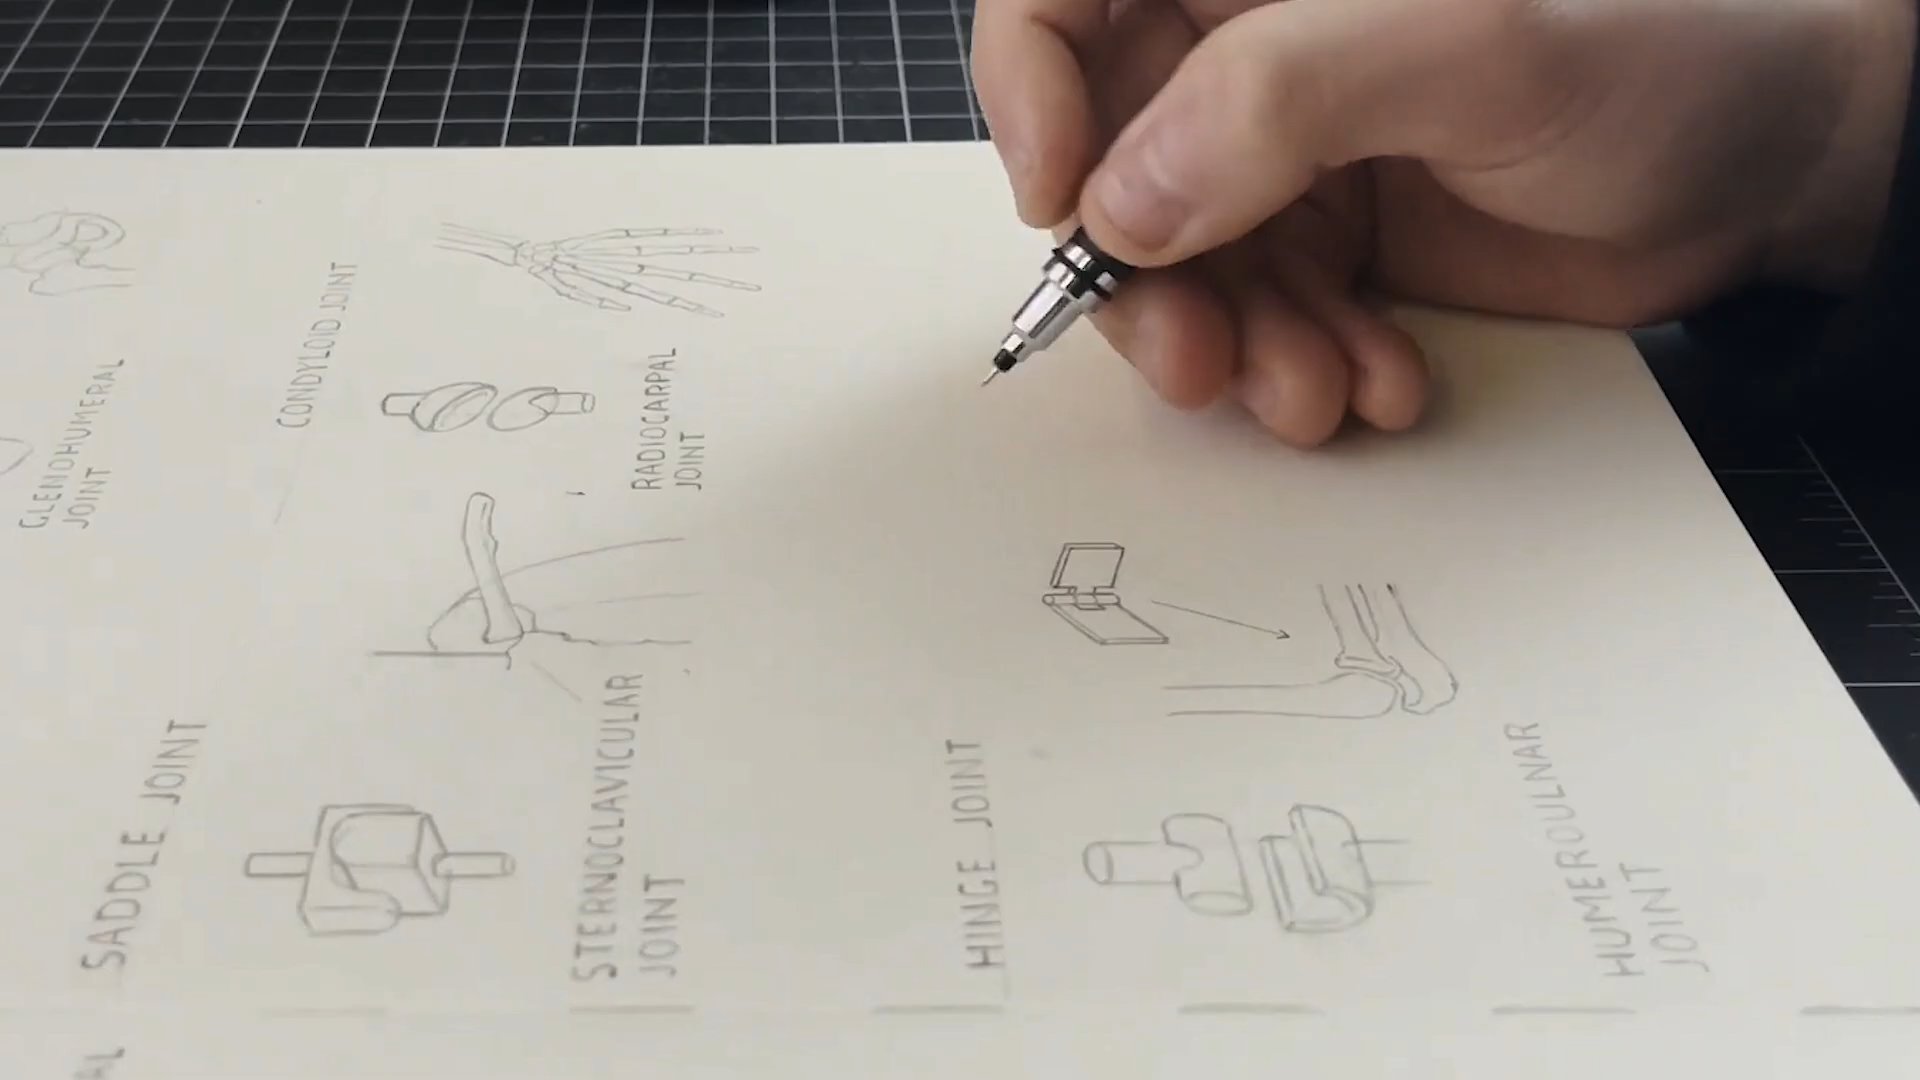 GLENOHUMERAL
JOINT
CONDYLOID JOINT
RADIOCARPAL
JOINT
SADDLE JOINT
STERNOCLAVICULAR
JOINT
HINGE JOINT
HUMEROULNAR
JOINT